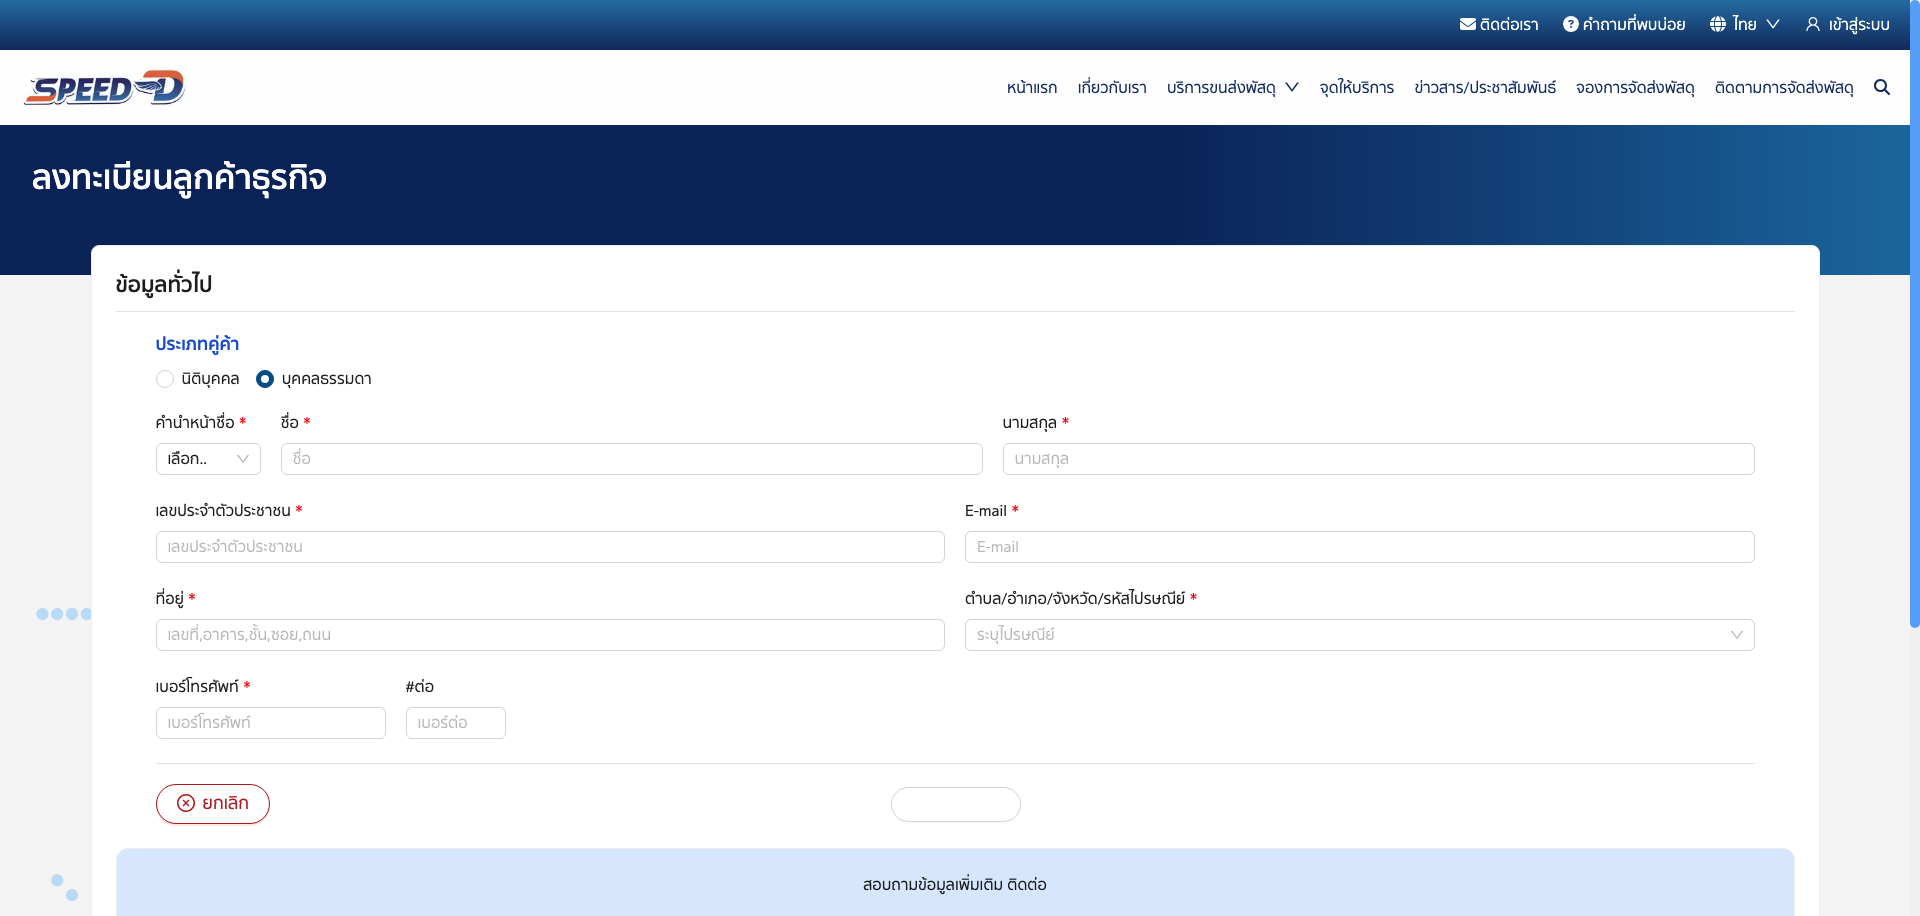 ติดต่อเรา คำถามที่พบบ่อย ไทย เข้าสู่ระบบ
SPEED-D หน้าแรก เกี่ยวกับเรา บริการขนส่งพัสดุ จุดให้บริการ ข่าวสาร/ประชาสัมพันธ์ จองการจัดส่งพัสดุ ติดตามการจัดส่งพัสดุ
ลงทะเบียนลูกค้าธุรกิจ
ข้อมูลทั่วไป
ประเภทคู่ค้า
นิติบุคคล บุคคลธรรมดา
คำนำหน้าชื่อ * ชื่อ * นามสกุล *
เลือก.. ชื่อ นามสกุล
เลขประจำตัวประชาชน * E-mail *
เลขประจำตัวประชาชน E-mail
ที่อยู่ * ตำบล/อำเภอ/จังหวัด/รหัสไปรษณีย์ *
เลขที่,อาคาร,ชั้น,ซอย,ถนน ระบุไปรษณีย์
เบอร์โทรศัพท์ * #ต่อ
เบอร์โทรศัพท์ เบอร์ต่อ
ยกเลิก
สอบถามข้อมูลเพิ่มเติม ติดต่อ